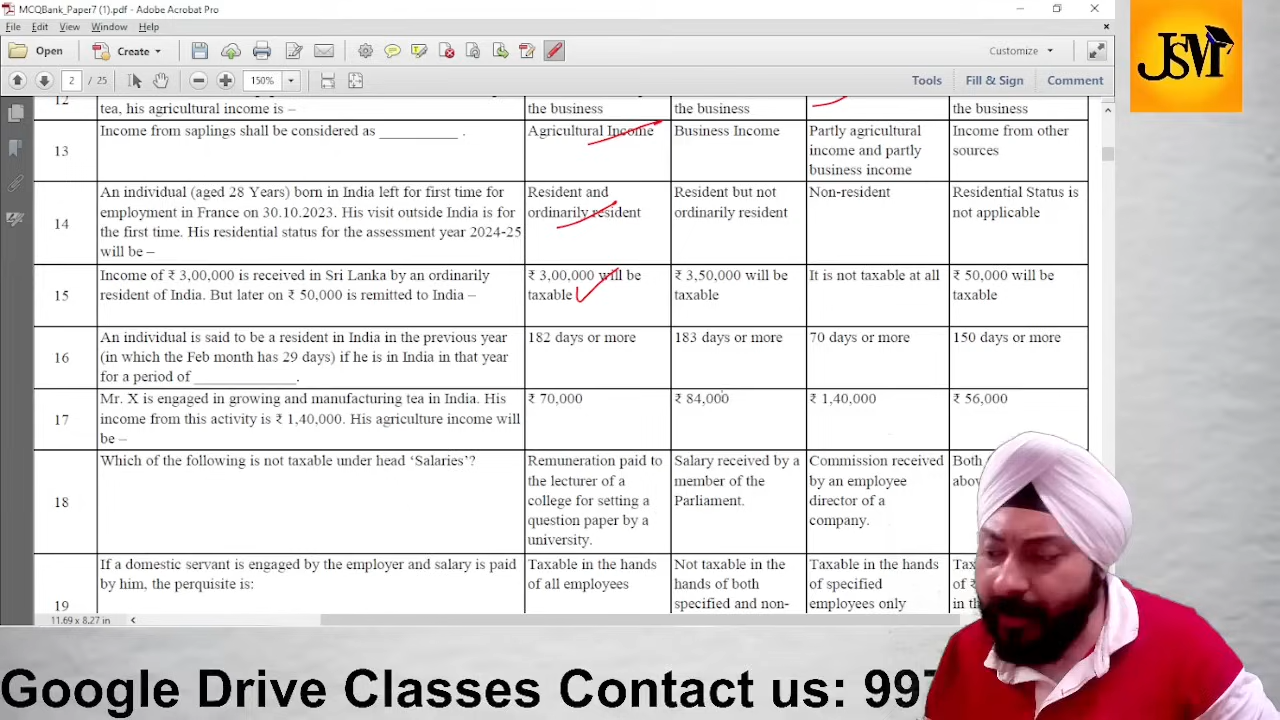 MCQBank_Paper7 (1).pdf - Adobe Acrobat Pro
File Edit View Window Help
Open Create Customize
2 / 25 150% Tools Fill & Sign Comment
JSM
12 tea, his agricultural income is – the business the business the business
13 Income from saplings shall be considered as __________ . Agricultural Income Business Income Partly agricultural income and partly business income Income from other sources
14 An individual (aged 28 Years) born in India left for first time for employment in France on 30.10.2023. His visit outside India is for the first time. His residential status for the assessment year 2024-25 will be – Resident and ordinarily resident Resident but not ordinarily resident Non-resident Residential Status is not applicable
15 Income of ₹ 3,00,000 is received in Sri Lanka by an ordinarily resident of India. But later on ₹ 50,000 is remitted to India – ₹ 3,00,000 will be taxable ₹ 3,50,000 will be taxable It is not taxable at all ₹ 50,000 will be taxable
16 An individual is said to be a resident in India in the previous year (in which the Feb month has 29 days) if he is in India in that year for a period of _____________. 182 days or more 183 days or more 70 days or more 150 days or more
17 Mr. X is engaged in growing and manufacturing tea in India. His income from this activity is ₹ 1,40,000. His agriculture income will be – ₹ 70,000 ₹ 84,000 ₹ 1,40,000 ₹ 56,000
18 Which of the following is not taxable under head ‘Salaries’? Remuneration paid to the lecturer of a college for setting a question paper by a university. Salary received by a member of the Parliament. Commission received by an employee director of a company. Both
19 If a domestic servant is engaged by the employer and salary is paid by him, the perquisite is: Taxable in the hands of all employees Not taxable in the hands of both specified and non- Taxable in the hands of specified employees only
11.69 x 8.27 in
Google Drive Classes Contact us: 997